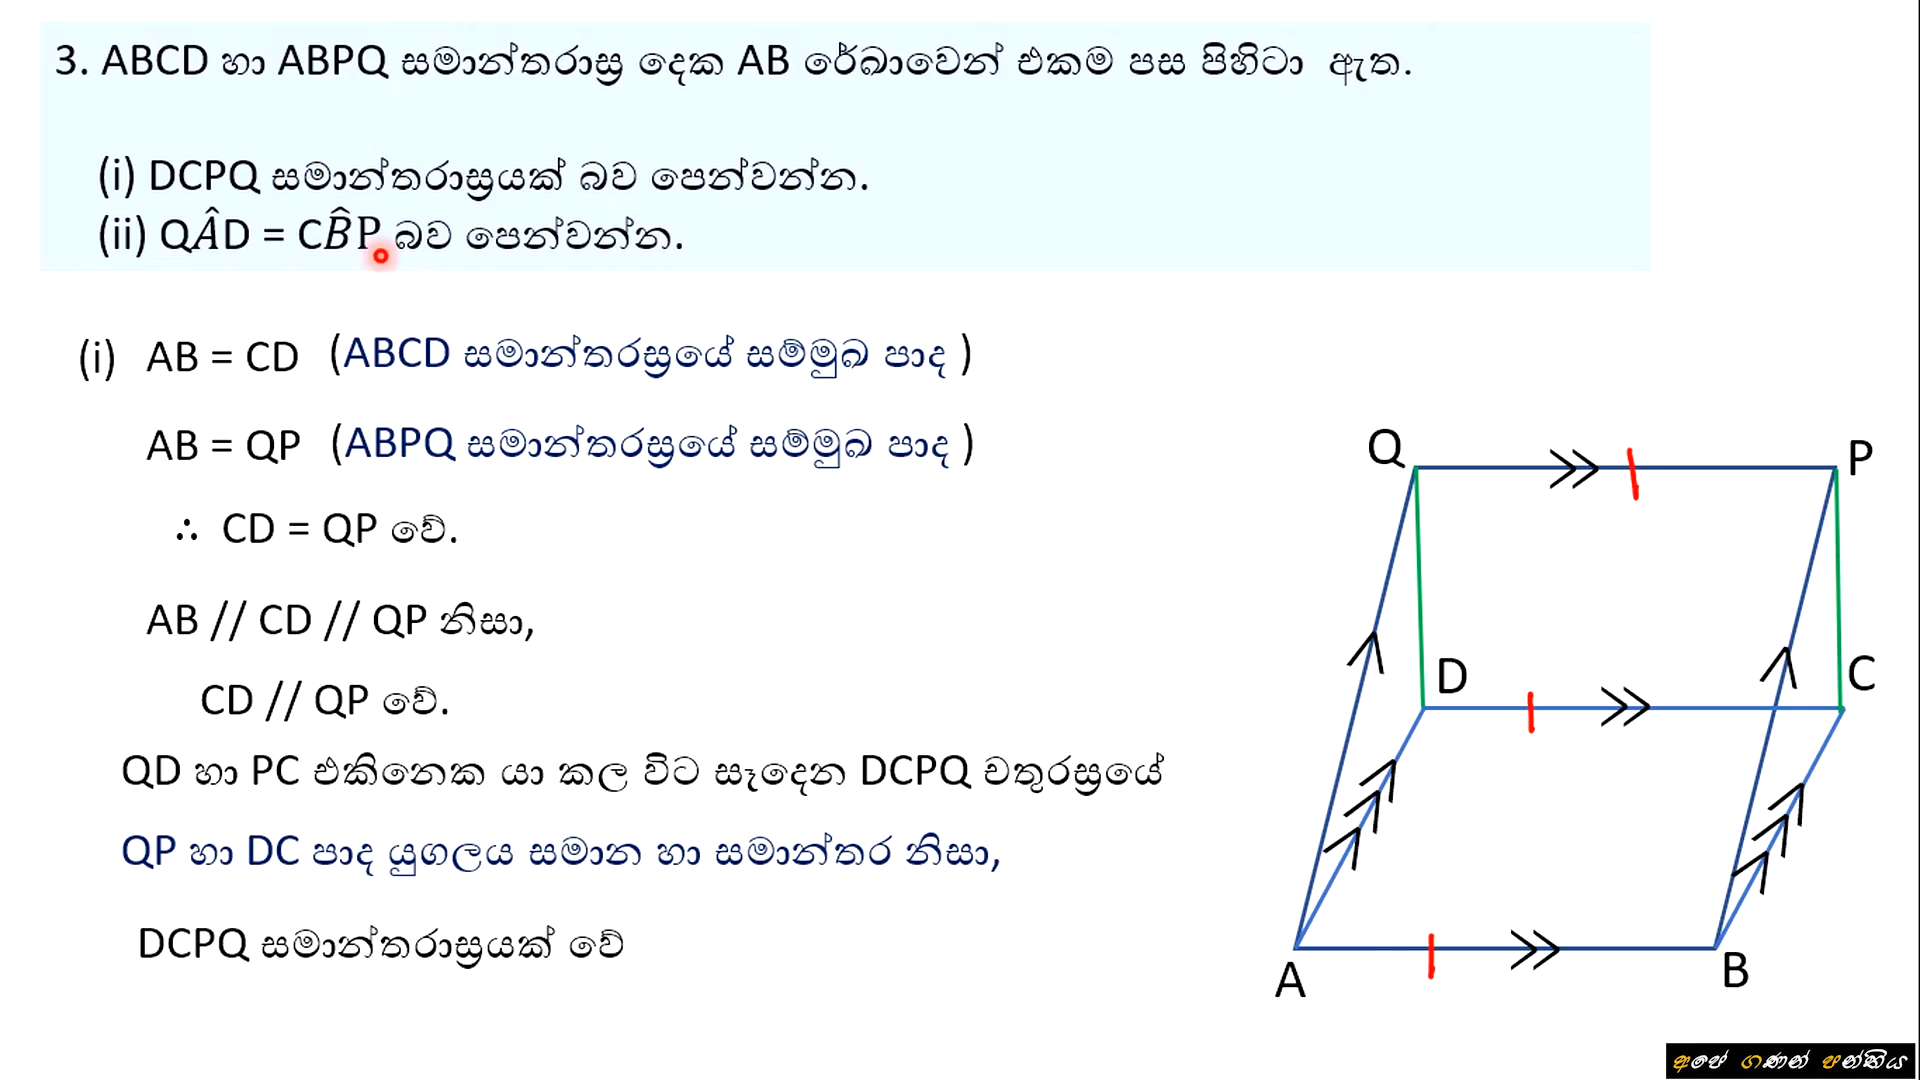 3. ABCD හා ABPQ සමාන්තරාස්‍ර දෙක AB රේඛාවෙන් එකම පස පිහිටා ඇත.
(i) DCPQ සමාන්තරාස්‍රයක් බව පෙන්වන්න.
(ii) QÂD = CB̂P බව පෙන්වන්න.
(i) AB = CD (ABCD සමාන්තරස්‍රයේ සම්මුඛ පාද )
AB = QP (ABPQ සමාන්තරස්‍රයේ සම්මුඛ පාද )
∴ CD = QP වේ.
AB // CD // QP නිසා,
CD // QP වේ.
QD හා PC එකිනෙක යා කල විට සෑදෙන DCPQ චතුරස්‍රයේ
QP හා DC පාද යුගලය සමාන හා සමාන්තර නිසා,
DCPQ සමාන්තරාස්‍රයක් වේ
Q
P
D
C
A
B
අපේ ගණන් පන්තිය